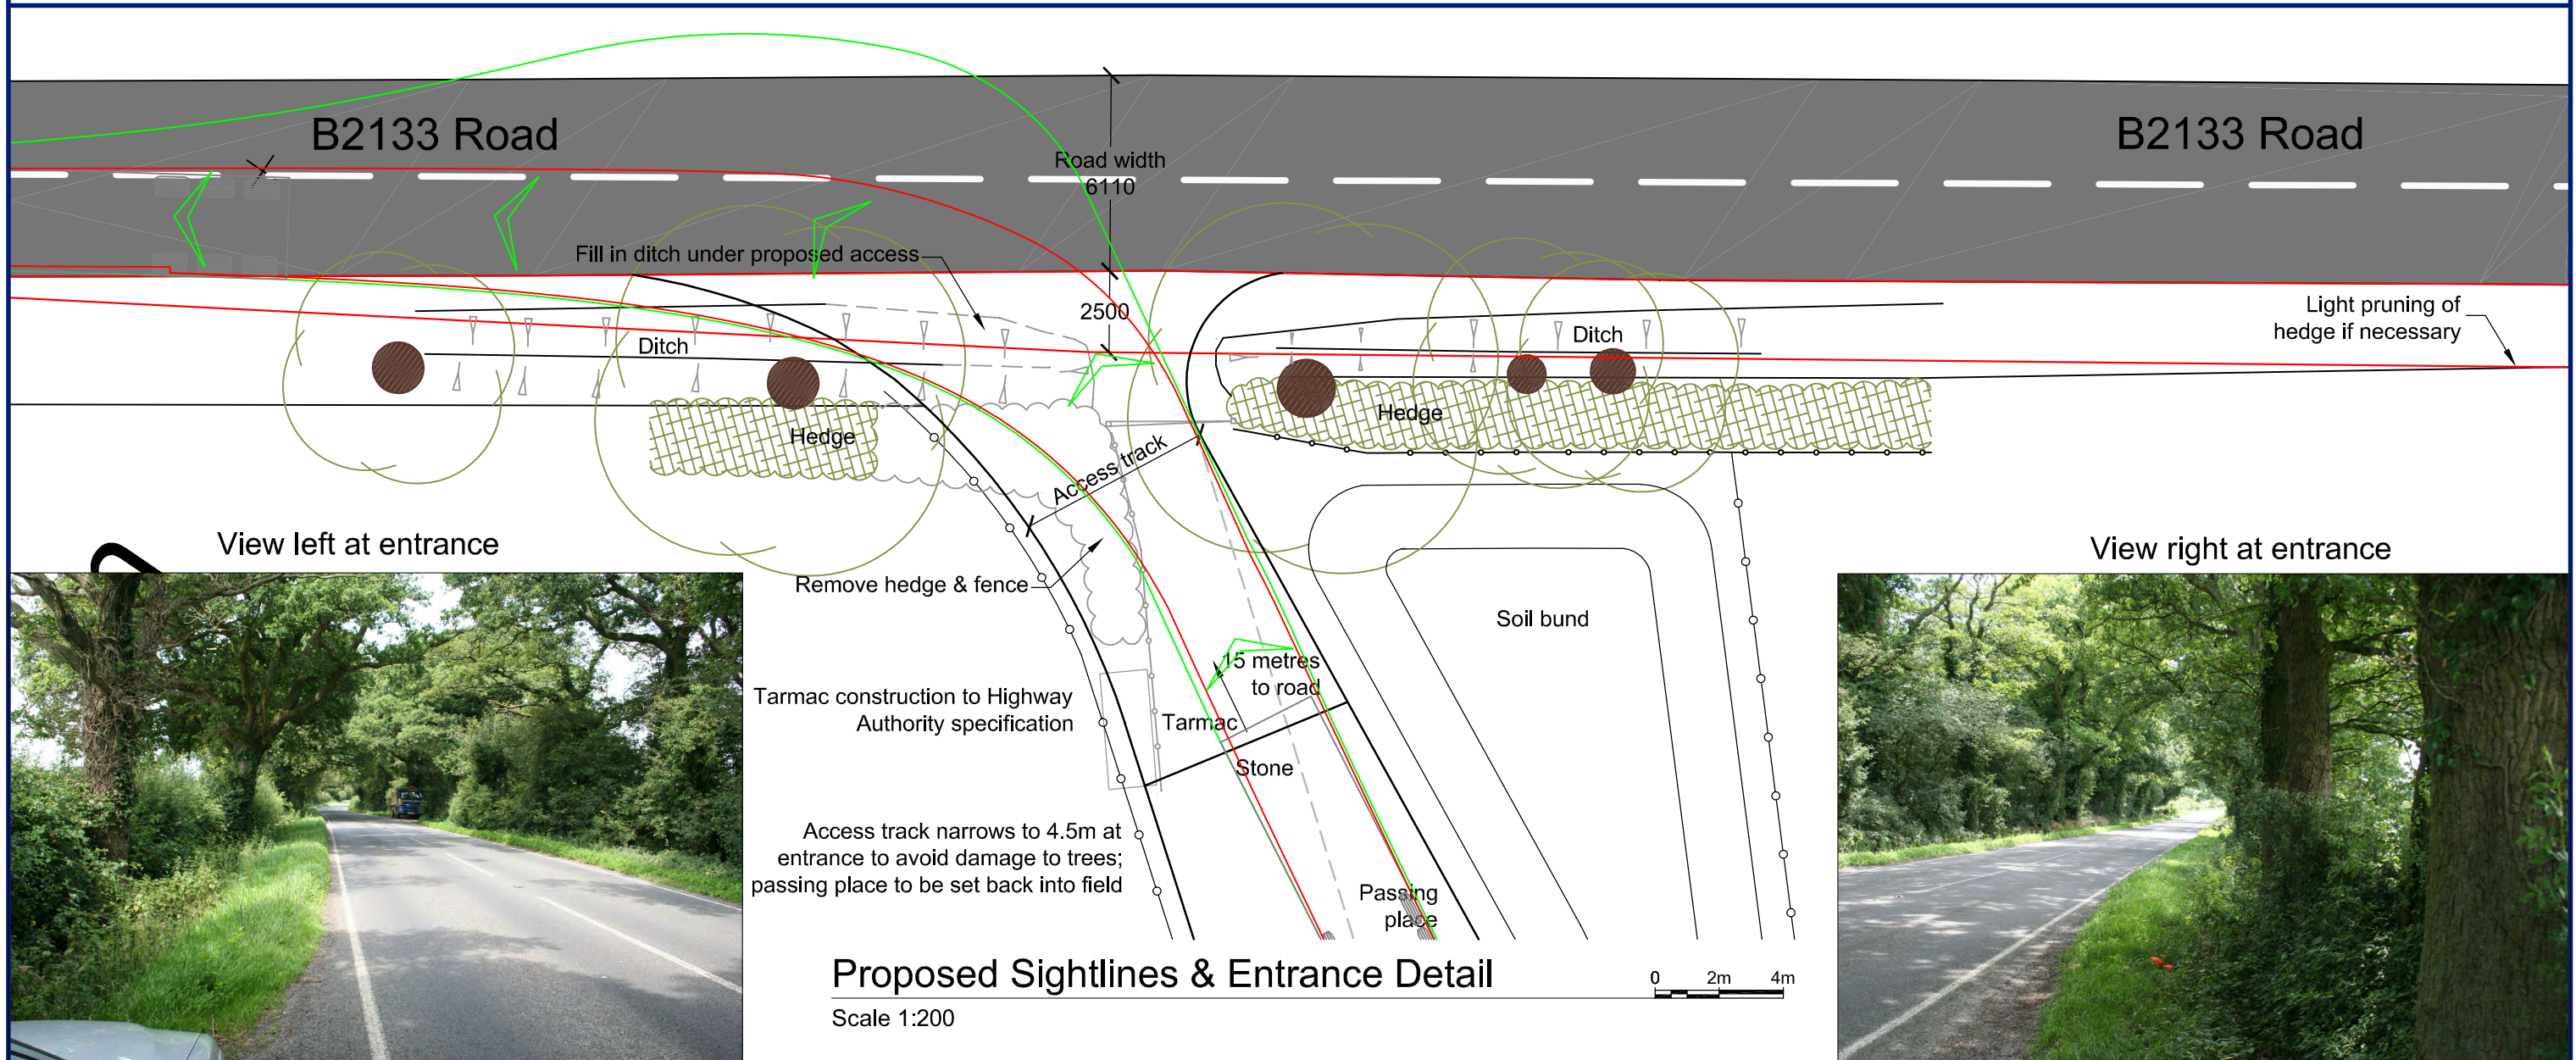 B2133 Road
B2133 Road
Road width
6110
Fill in ditch under proposed access
2500
Light pruning of
hedge if necessary
Ditch
Ditch
Hedge
Hedge
Access track
View left at entrance
View right at entrance
Remove hedge & fence
Soil bund
15 metres
to road
Tarmac construction to Highway
Authority specification
Tarmac
Stone
Access track narrows to 4.5m at
entrance to avoid damage to trees;
passing place to be set back into field
Passing
place
Proposed Sightlines & Entrance Detail
0 2m 4m
Scale 1:200